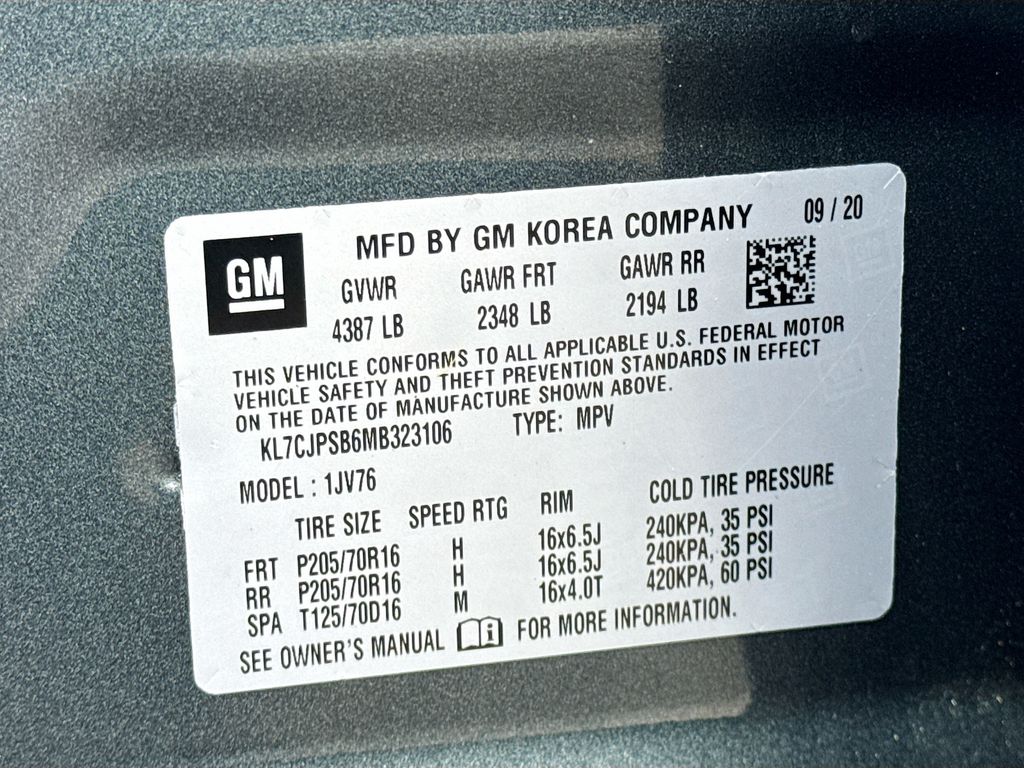 GM
MFD BY GM KOREA COMPANY 09 / 20
GVWR GAWR FRT GAWR RR
4387 LB 2348 LB 2194 LB
THIS VEHICLE CONFORMS TO ALL APPLICABLE U.S. FEDERAL MOTOR
VEHICLE SAFETY AND THEFT PREVENTION STANDARDS IN EFFECT
ON THE DATE OF MANUFACTURE SHOWN ABOVE.
KL7CJPSB6MB323106 TYPE: MPV
MODEL : 1JV76
TIRE SIZE SPEED RTG RIM COLD TIRE PRESSURE
FRT P205/70R16 H 16x6.5J 240KPA, 35 PSI
RR P205/70R16 H 16x6.5J 240KPA, 35 PSI
SPA T125/70D16 M 16x4.0T 420KPA, 60 PSI
SEE OWNER'S MANUAL FOR MORE INFORMATION.